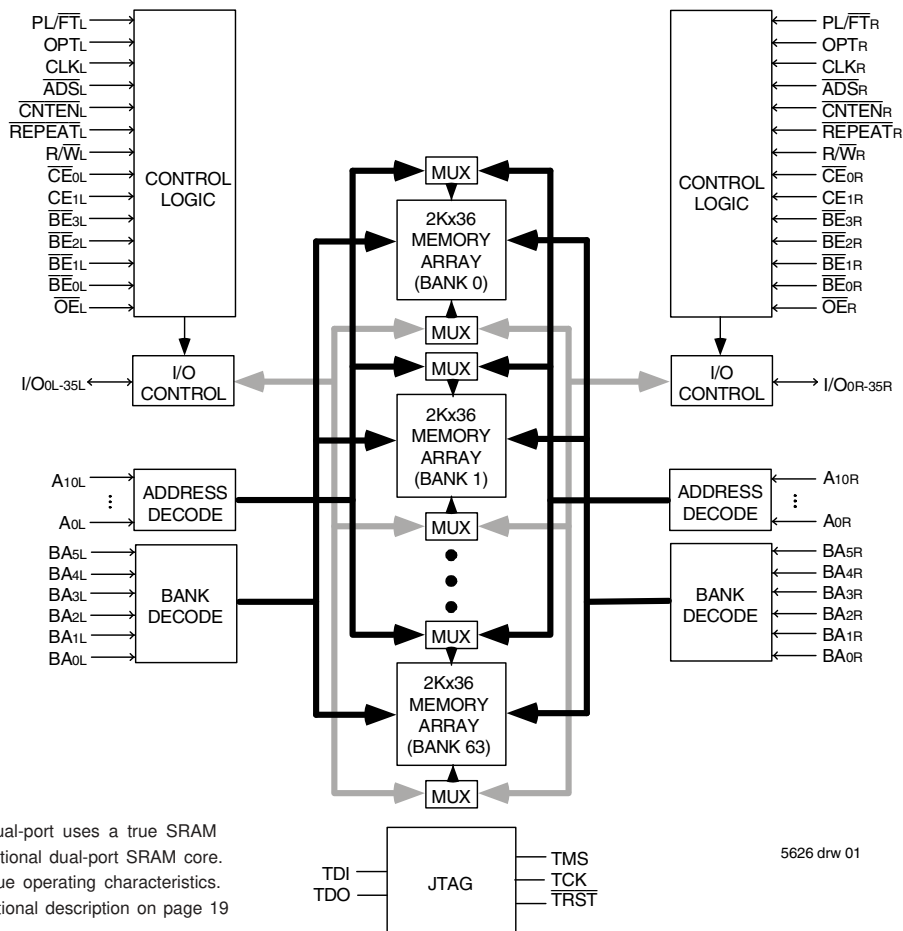 PL/FTL
OPTL
CLKL
ADSL
CNTENL
REPEATL
R/WL
CE0L
CE1L
BE3L
BE2L
BE1L
BE0L
OEL
CONTROL
LOGIC
I/O0L-35L
I/O
CONTROL
A10L
A0L
ADDRESS
DECODE
BA5L
BA4L
BA3L
BA2L
BA1L
BA0L
BANK
DECODE
MUX
2Kx36
MEMORY
ARRAY
(BANK 0)
MUX
MUX
2Kx36
MEMORY
ARRAY
(BANK 1)
MUX
MUX
2Kx36
MEMORY
ARRAY
(BANK 63)
MUX
CONTROL
LOGIC
PL/FTR
OPTR
CLKR
ADSR
CNTENR
REPEATR
R/WR
CE0R
CE1R
BE3R
BE2R
BE1R
BE0R
OER
I/O
CONTROL
I/O0R-35R
ADDRESS
DECODE
A10R
A0R
BANK
DECODE
BA5R
BA4R
BA3R
BA2R
BA1R
BA0R
ual-port uses a true SRAM
tional dual-port SRAM core.
ue operating characteristics.
tional description on page 19
TDI
TDO
JTAG
TMS
TCK
TRST
5626 drw 01